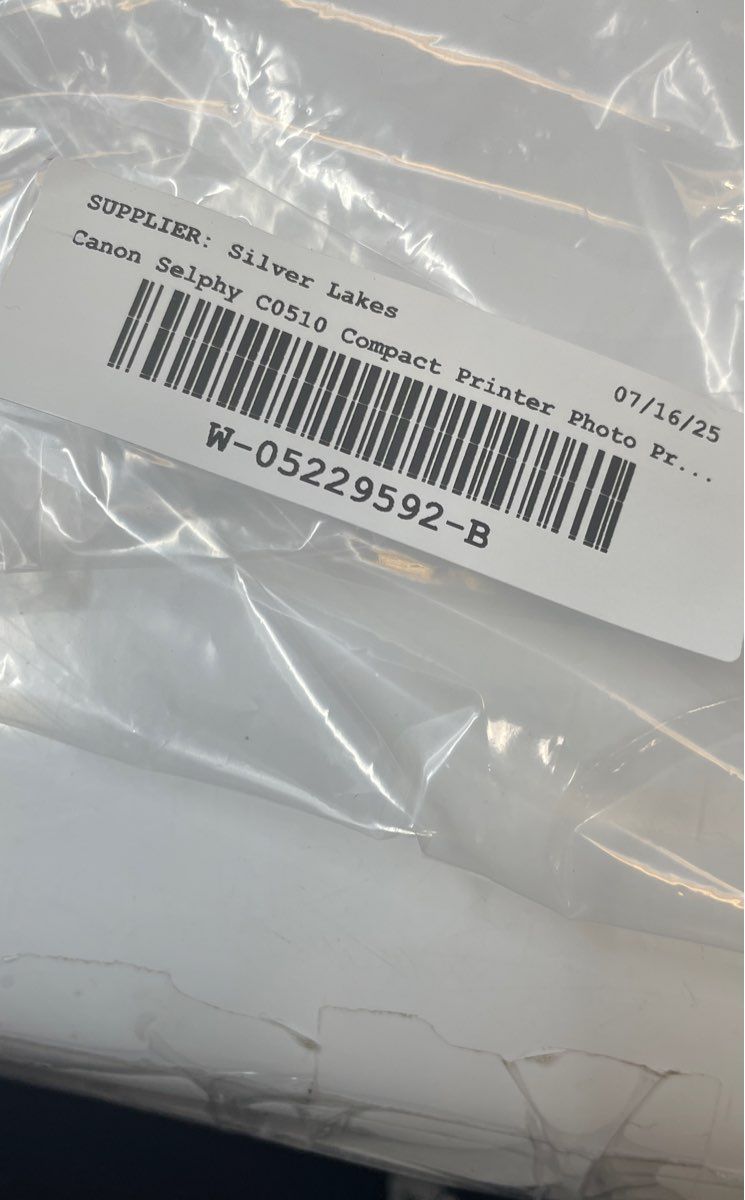 SUPPLIER: Silver Lakes
07/16/25
Canon Selphy C0510 Compact Printer Photo Pr...
W-05229592-B